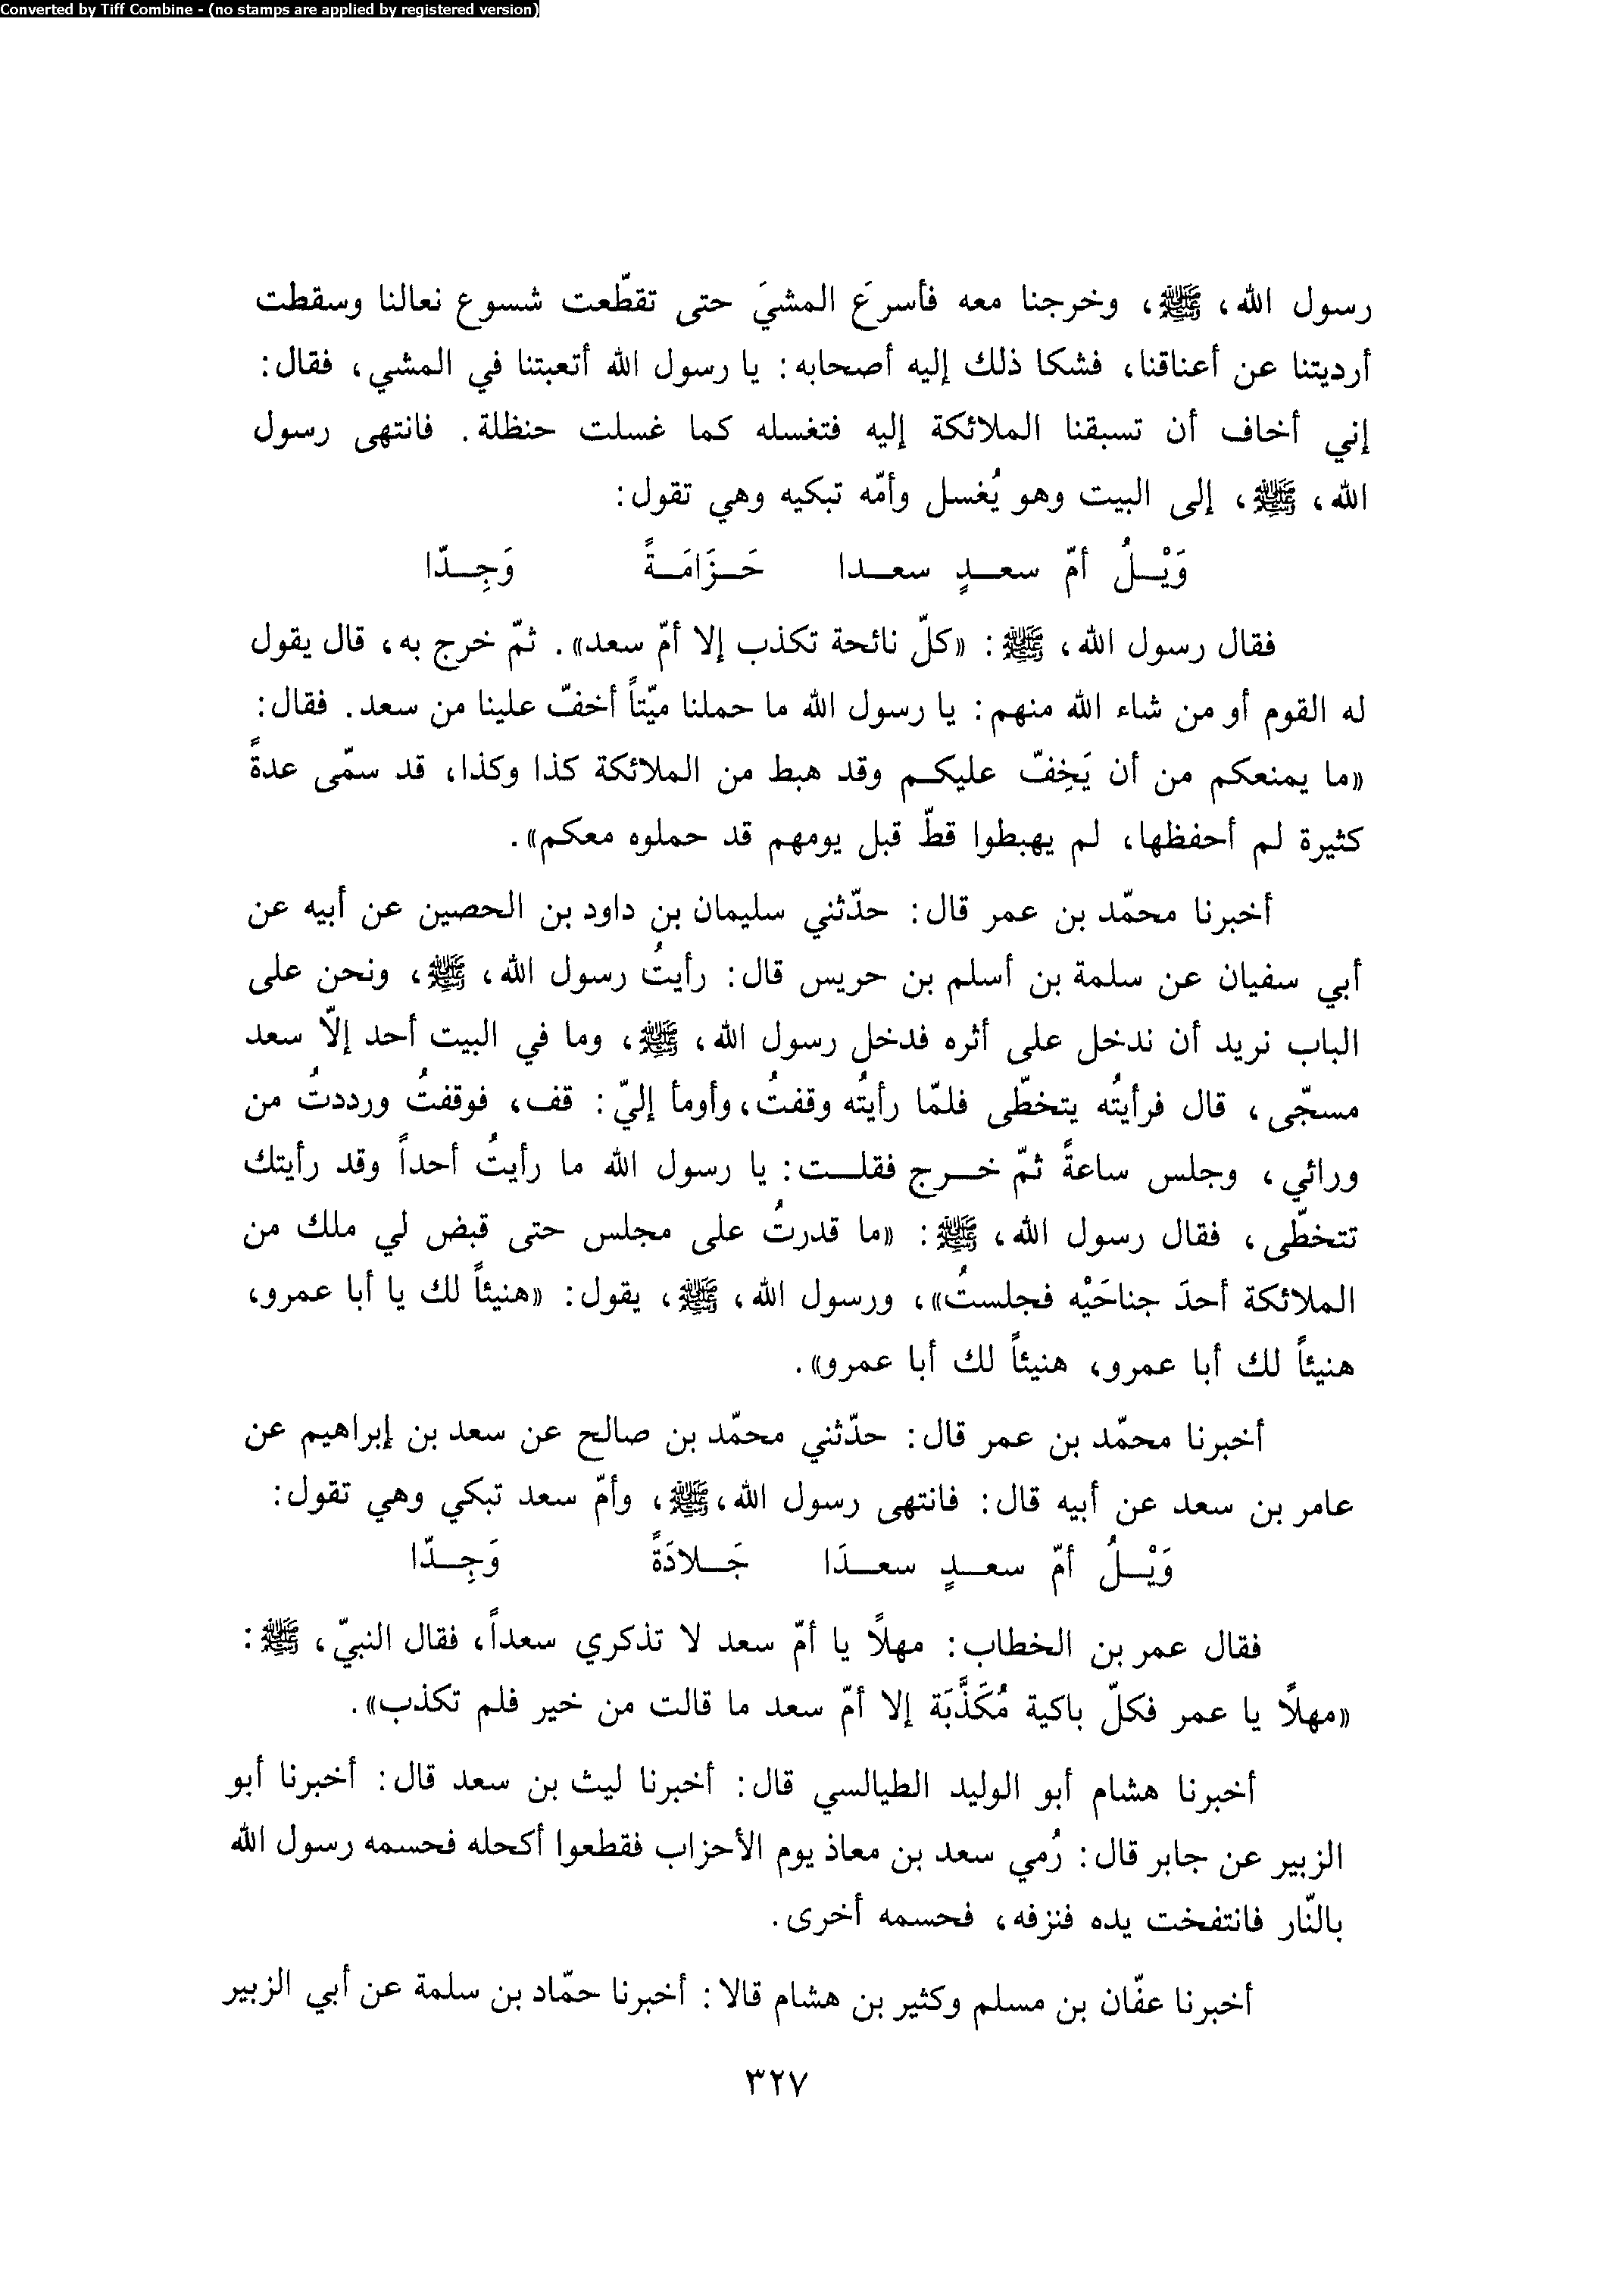 Converted by Tiff Combine - (no stamps are applied by registered version)
رسول الله، ﷺ، وخرجنا معه فأسرعَ المشيَ حتى تقطّعت شسوع نعالنا وسقطت
أرديتنا عن أعناقنا، فشكا ذلك إليه أصحابه: يا رسول الله أتعبتنا في المشي، فقال:
إني أخاف أن تسبقنا الملائكة إليه فتغسله كما غسلت حنظلة. فانتهى رسول
الله، ﷺ، إلى البيت وهو يُغسل وأمّه تبكيه وهي تقول:
وَيْــلُ أمّ سعــدٍ سعــدا حَــزَامَــةً وَجِــدّا
فقال رسول الله، ﷺ: «كلّ نائحة تكذب إلا أمّ سعد». ثمّ خرج به، قال يقول
له القوم أو من شاء الله منهم: يا رسول الله ما حملنا ميّتاً أخفّ علينا من سعد. فقال:
«ما يمنعكم من أن يَخِفّ عليكــم وقد هبط من الملائكة كذا وكذا، قد سمّى عدةً
كثيرة لم أحفظها، لم يهبطوا قطّ قبل يومهم قد حملوه معكم».
أخبرنا محمّد بن عمر قال: حدّثني سليمان بن داود بن الحصين عن أبيه عن
أبي سفيان عن سلمة بن أسلم بن حريس قال: رأيتُ رسول الله، ﷺ، ونحن على
الباب نريد أن ندخل على أثره فدخل رسول الله، ﷺ، وما في البيت أحد إلّا سعد
مسجّى، قال فرأيتُه يتخطّى فلمّا رأيتُه وقفتُ، وأومأ إليّ: قف، فوقفتُ ورددتُ من
ورائي، وجلس ساعةً ثمّ خــرج فقلــت: يا رسول الله ما رأيتُ أحداً وقد رأيتك
تتخطّى، فقال رسول الله، ﷺ: «ما قدرتُ على مجلس حتى قبض لي ملك من
الملائكة أحدَ جناحَيْه فجلستُ»، ورسول الله، ﷺ، يقول: «هنيئاً لك يا أبا عمرو،
هنيئاً لك أبا عمرو، هنيئاً لك أبا عمرو».
أخبرنا محمّد بن عمر قال: حدّثني محمّد بن صالح عن سعد بن إبراهيم عن
عامر بن سعد عن أبيه قال: فانتهى رسول الله، ﷺ، وأمّ سعد تبكي وهي تقول:
وَيْــلُ أمّ سعــدٍ سعــدَا جَــلادَةً وَجِــدّا
فقال عمر بن الخطاب: مهلاً يا أمّ سعد لا تذكري سعداً، فقال النبيّ، ﷺ:
«مهلاً يا عمر فكلّ باكية مُكَذَّبَة إلا أمّ سعد ما قالت من خير فلم تكذب».
أخبرنا هشام أبو الوليد الطيالسي قال: أخبرنا ليث بن سعد قال: أخبرنا أبو
الزبير عن جابر قال: رُمي سعد بن معاذ يوم الأحزاب فقطعوا أكحله فحسمه رسول الله
بالنّار فانتفخت يده فنزفه، فحسمه أخرى.
أخبرنا عفّان بن مسلم وكثير بن هشام قالا: أخبرنا حمّاد بن سلمة عن أبي الزبير
٣٢٧